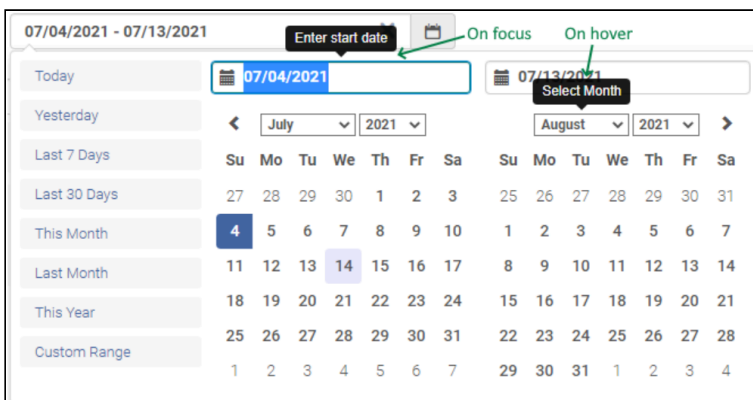 07/04/2021 - 07/13/2021
Enter start date
On focus
On hover
Today
Yesterday
Last 7 Days
Last 30 Days
This Month
Last Month
This Year
Custom Range
07/04/2021
July 2021
Su Mo Tu We Th Fr Sa
27 28 29 30 1 2 3
4 5 6 7 8 9 10
11 12 13 14 15 16 17
18 19 20 21 22 23 24
25 26 27 28 29 30 31
1 2 3 4 5 6 7
07/13/2021
Select Month
August 2021
Su Mo Tu We Th Fr Sa
25 26 27 28 29 30 31
1 2 3 4 5 6 7
8 9 10 11 12 13 14
15 16 17 18 19 20 21
22 23 24 25 26 27 28
29 30 31 1 2 3 4